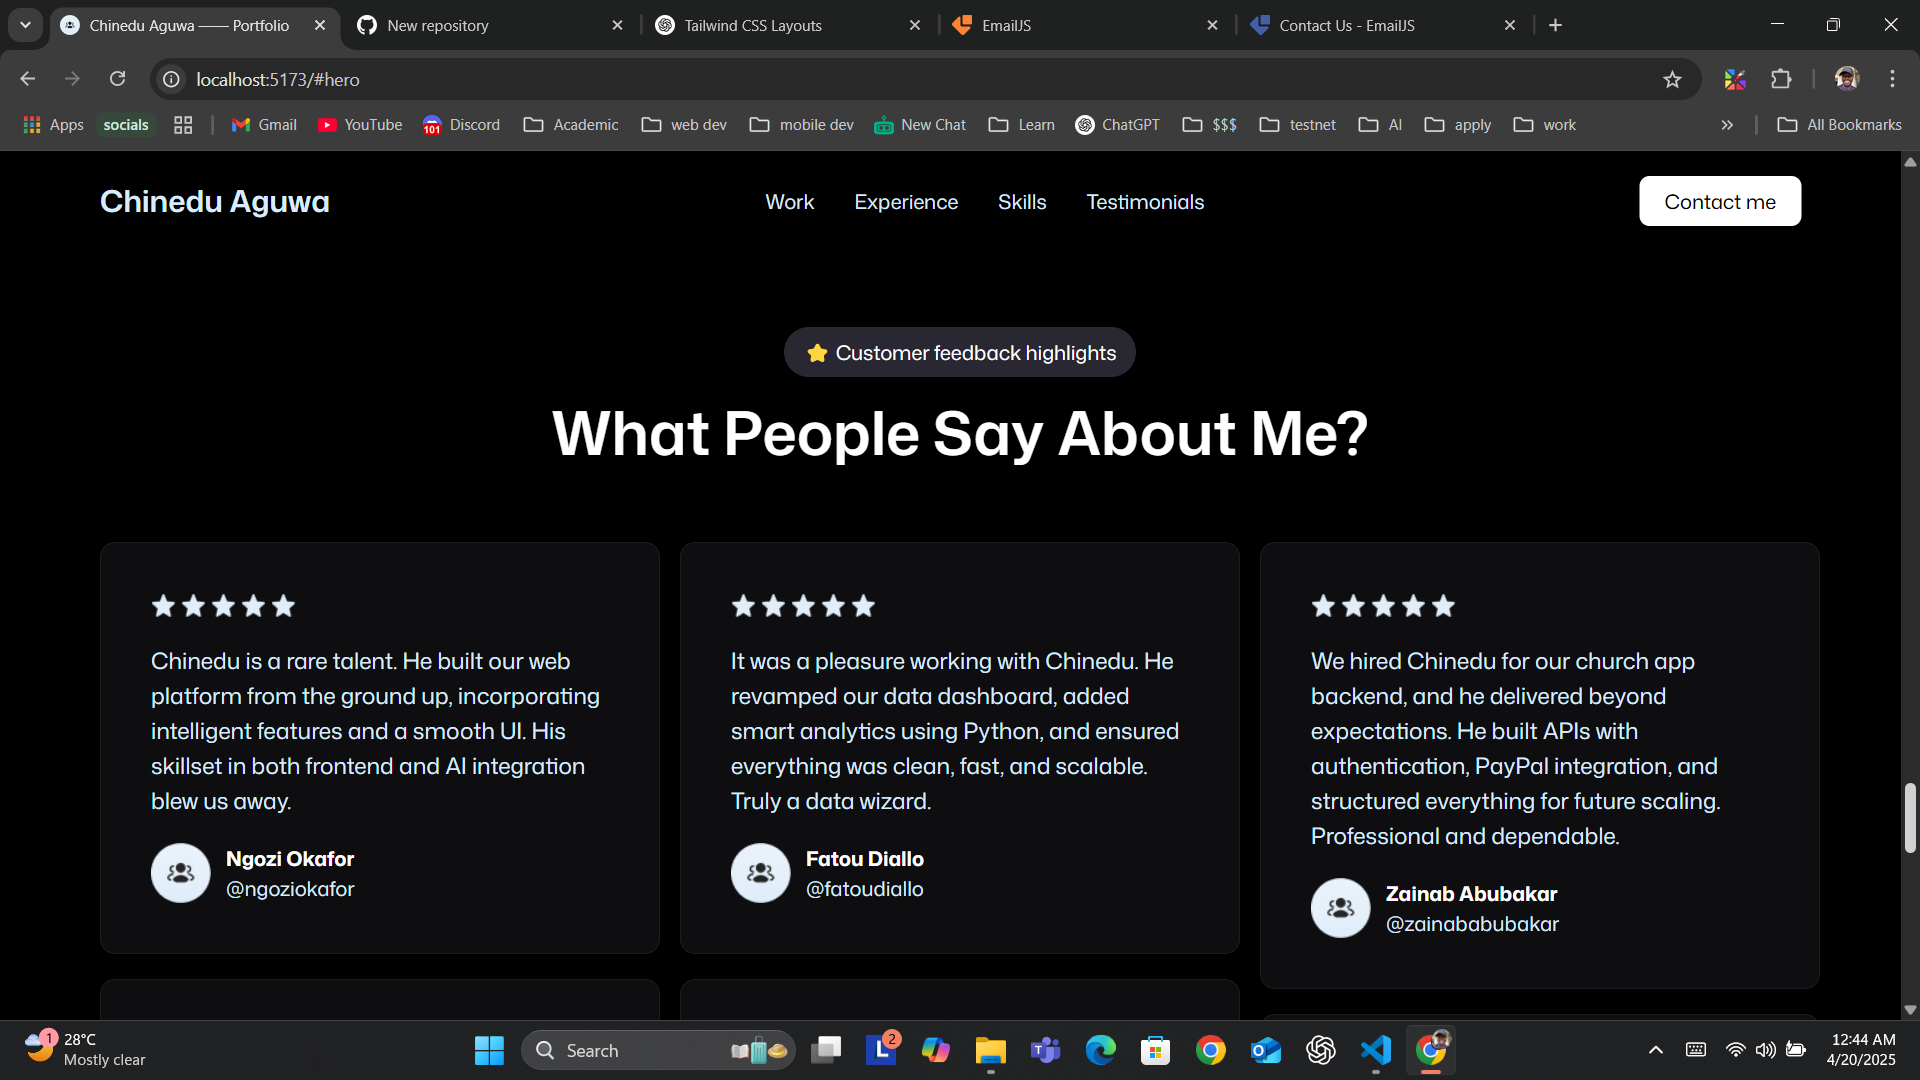 Chinedu Aguwa —— Portfolio
New repository
Tailwind CSS Layouts
EmailJS
Contact Us - EmailJS
localhost:5173/#hero
Apps
socials
Gmail
YouTube
101
Discord
Academic
web dev
mobile dev
New Chat
Learn
ChatGPT
$$$
testnet
AI
apply
work
All Bookmarks
Chinedu Aguwa
Work
Experience
Skills
Testimonials
Contact me
Customer feedback highlights
What People Say About Me?
Chinedu is a rare talent. He built our web
platform from the ground up, incorporating
intelligent features and a smooth UI. His
skillset in both frontend and AI integration
blew us away.
Ngozi Okafor
@ngoziokafor
It was a pleasure working with Chinedu. He
revamped our data dashboard, added
smart analytics using Python, and ensured
everything was clean, fast, and scalable.
Truly a data wizard.
Fatou Diallo
@fatoudiallo
We hired Chinedu for our church app
backend, and he delivered beyond
expectations. He built APIs with
authentication, PayPal integration, and
structured everything for future scaling.
Professional and dependable.
Zainab Abubakar
@zainababubakar
1
28°C
Mostly clear
Search
L
2
T
O
12:44 AM
4/20/2025